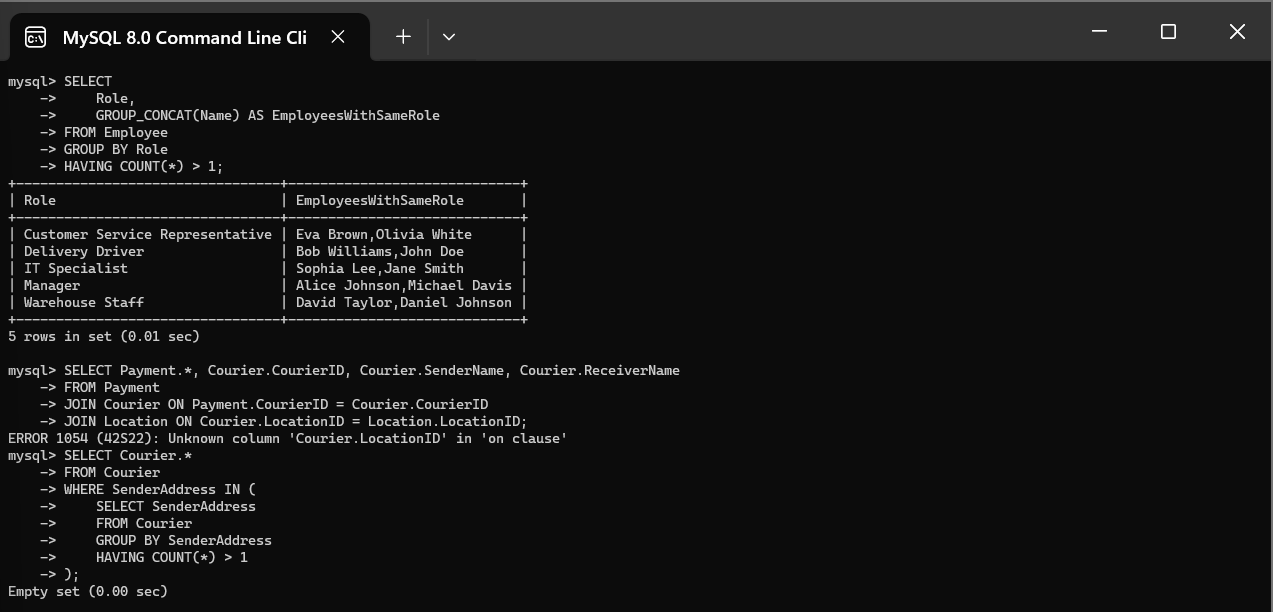 MySQL 8.0 Command Line Cli
mysql> SELECT
    ->     Role,
    ->     GROUP_CONCAT(Name) AS EmployeesWithSameRole
    -> FROM Employee
    -> GROUP BY Role
    -> HAVING COUNT(*) > 1;
+---------------------------------+-----------------------------+
| Role                            | EmployeesWithSameRole       |
+---------------------------------+-----------------------------+
| Customer Service Representative | Eva Brown,Olivia White      |
| Delivery Driver                 | Bob Williams,John Doe       |
| IT Specialist                   | Sophia Lee,Jane Smith       |
| Manager                         | Alice Johnson,Michael Davis |
| Warehouse Staff                 | David Taylor,Daniel Johnson |
+---------------------------------+-----------------------------+
5 rows in set (0.01 sec)

mysql> SELECT Payment.*, Courier.CourierID, Courier.SenderName, Courier.ReceiverName
    -> FROM Payment
    -> JOIN Courier ON Payment.CourierID = Courier.CourierID
    -> JOIN Location ON Courier.LocationID = Location.LocationID;
ERROR 1054 (42S22): Unknown column 'Courier.LocationID' in 'on clause'
mysql> SELECT Courier.*
    -> FROM Courier
    -> WHERE SenderAddress IN (
    ->     SELECT SenderAddress
    ->     FROM Courier
    ->     GROUP BY SenderAddress
    ->     HAVING COUNT(*) > 1
    -> );
Empty set (0.00 sec)